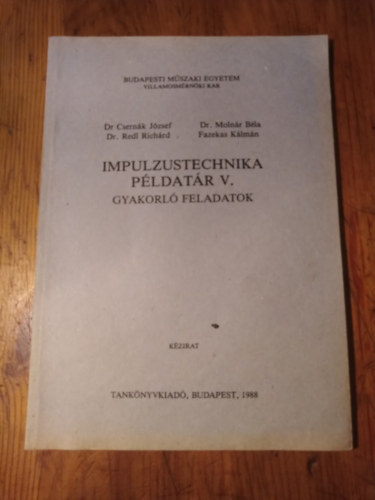 BUDAPESTI MŰSZAKI EGYETEM
VILLAMOSMÉRNÖKI KAR
Dr Csernák József Dr. Molnár Béla
Dr. Redl Richárd Fazekas Kálmán
IMPULZUSTECHNIKA
PÉLDATÁR V.
GYAKORLÓ FELADATOK
KÉZIRAT
TANKÖNYVKIADÓ, BUDAPEST, 1988